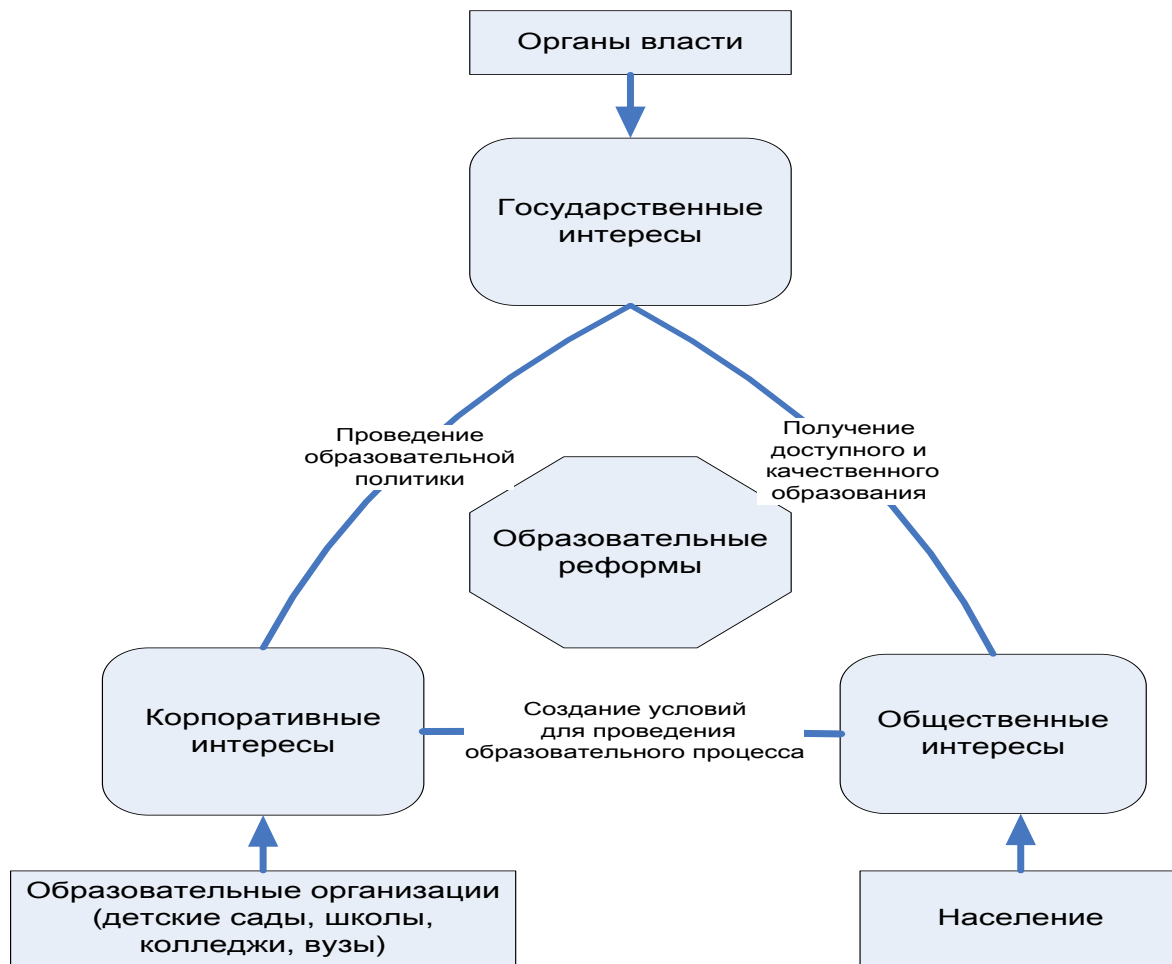 Органы власти
Государственные
интересы
Проведение
образовательной
политики
Получение
доступного и
качественного
образования
Образовательные
реформы
Корпоративные
интересы
Создание условий
для проведения
образовательного процесса
Общественные
интересы
Образовательные организации
(детские сады, школы,
колледжи, вузы)
Население